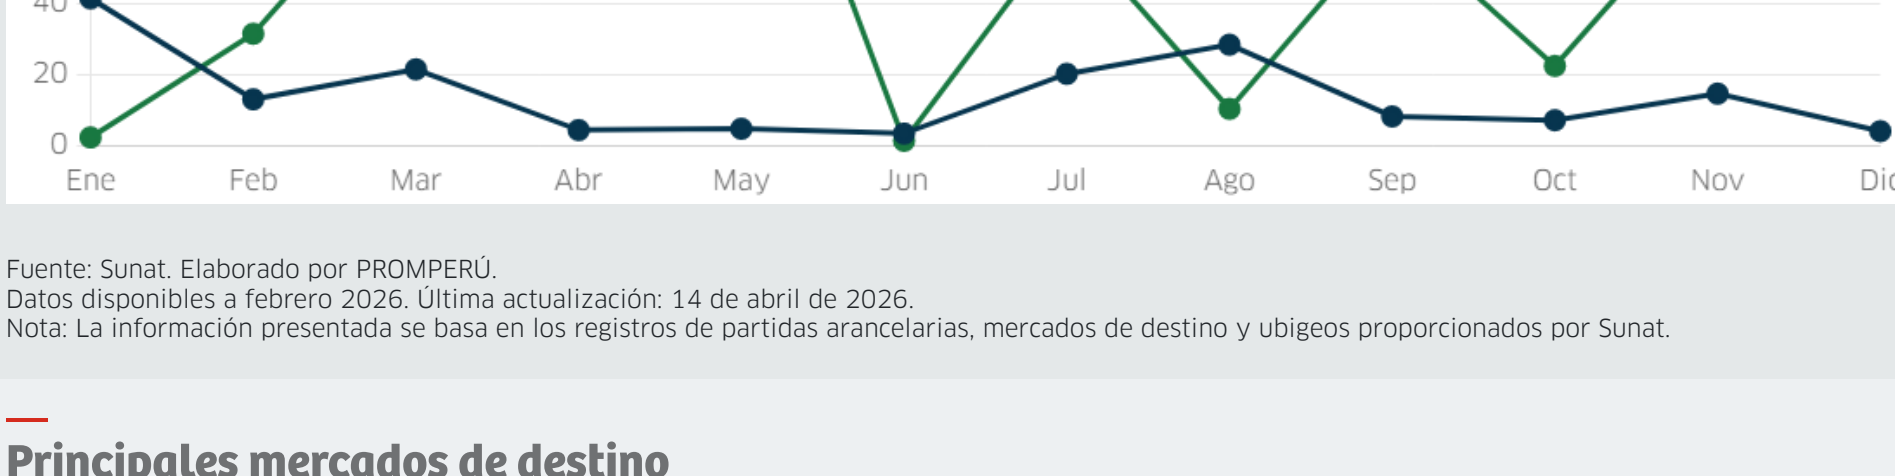 40
20
0
Ene Feb Mar Abr May Jun Jul Ago Sep Oct Nov Dic
Fuente: Sunat. Elaborado por PROMPERÚ.
Datos disponibles a febrero 2026. Última actualización: 14 de abril de 2026.
Nota: La información presentada se basa en los registros de partidas arancelarias, mercados de destino y ubigeos proporcionados por Sunat.
Principales mercados de destino